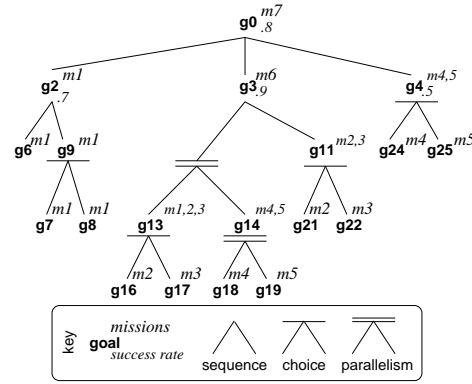 g0 m7 .8
g2 m1 .7
g3 m6 .9
g4 m4,5 .5
g6 m1
g9 m1
g11 m2,3
g24 m4
g25 m5
g7 m1
g8 m1
g13 m1,2,3
g14 m4,5
g21 m2
g22 m3
g16 m2
g17 m3
g18 m4
g19 m5
key
goal missions success rate
sequence
choice
parallelism